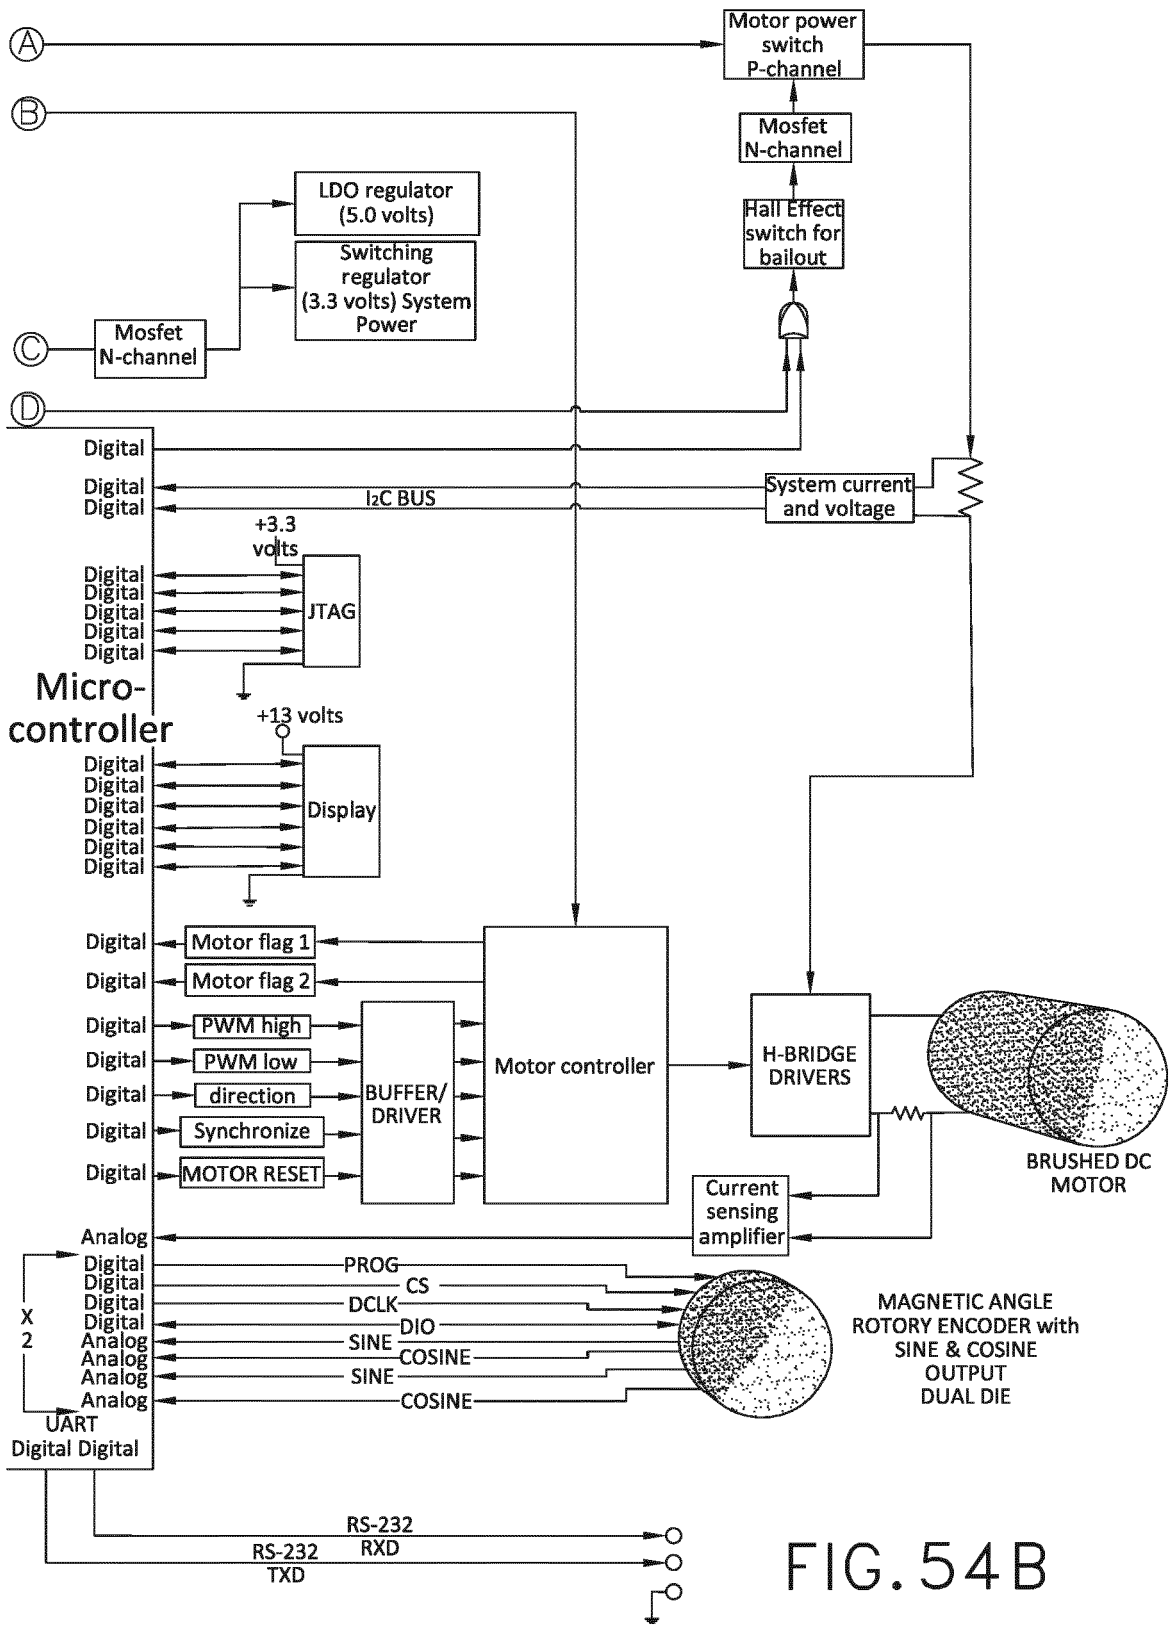 A
Motor power
switch
P-channel
B
Mosfet
N-channel
LDO regulator
(5.0 volts)
Hall Effect
switch for
bailout
Switching
regulator
(3.3 volts) System
Power
C
Mosfet
N-channel
D
Digital
Digital
I2C BUS
Digital
System current
and voltage
+3.3
volts
Digital
Digital
Digital
Digital
Digital
JTAG
Micro-
controller
+13 volts
Digital
Digital
Digital
Digital
Digital
Digital
Display
Digital
Motor flag 1
Digital
Motor flag 2
Digital
PWM high
Digital
PWM low
Digital
direction
Digital
Synchronize
Digital
MOTOR RESET
BUFFER/
DRIVER
Motor controller
H-BRIDGE
DRIVERS
BRUSHED DC
MOTOR
Current
sensing
amplifier
Analog
Digital
PROG
Digital
CS
Digital
DCLK
Digital
DIO
Analog
SINE
Analog
COSINE
Analog
SINE
Analog
COSINE
X
2
MAGNETIC ANGLE
ROTORY ENCODER with
SINE & COSINE
OUTPUT
DUAL DIE
UART
Digital Digital
RS-232
RXD
RS-232
TXD
FIG. 54B